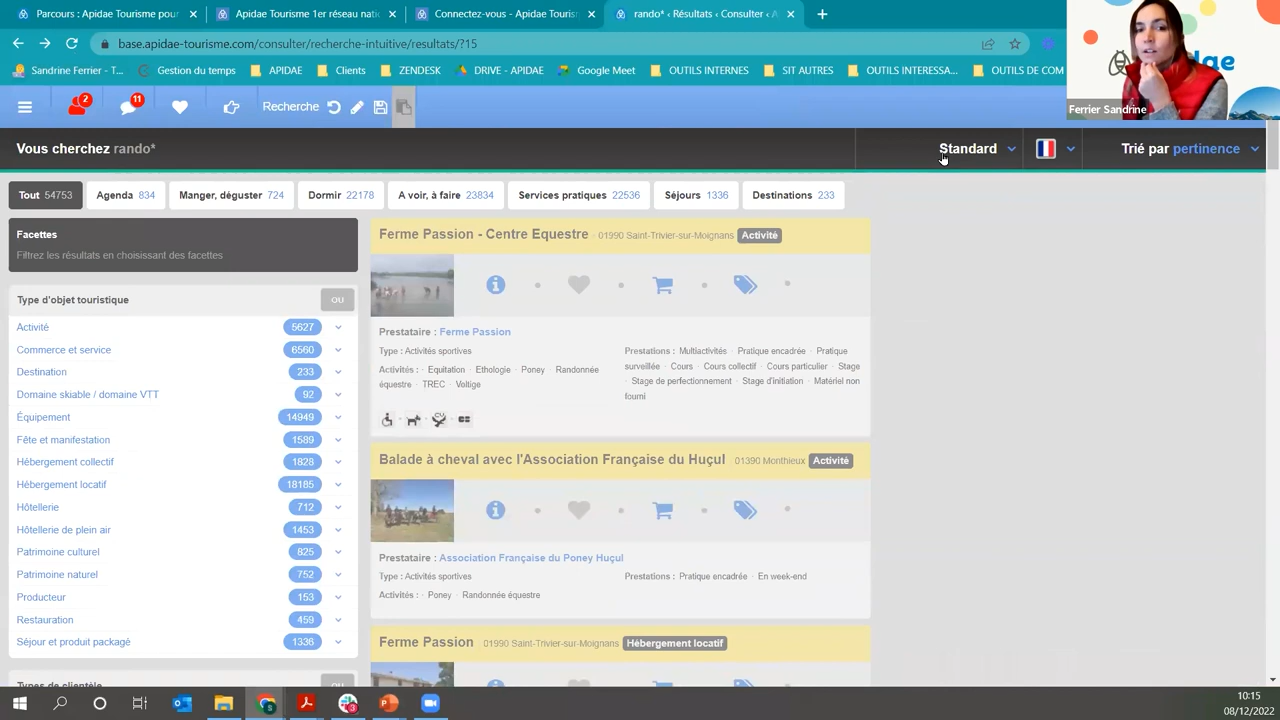 Parcours : Apidae Tourisme pour
Apidae Tourisme 1er réseau nati
Connectez-vous - Apidae Touris
rando* ‹ Résultats ‹ Consulter ‹ A
base.apidae-tourisme.com/consulter/recherche-intuitive/resultats/?15
Sandrine Ferrier - T... Gestion du temps APIDAE Clients ZENDESK DRIVE - APIDAE Google Meet OUTILS INTERNES SIT AUTRES OUTILS INTERESSA... OUTILS DE COM
Ferrier Sandrine
2 11 Recherche
Vous cherchez rando* Standard Trié par pertinence
Tout 54753 Agenda 834 Manger, déguster 724 Dormir 22178 A voir, à faire 23834 Services pratiques 22536 Séjours 1336 Destinations 233
Facettes
Filtrez les résultats en choisissant des facettes
Type d'objet touristique OU
Activité 5627
Commerce et service 6560
Destination 233
Domaine skiable / domaine VTT 92
Équipement 14949
Fête et manifestation 1589
Hébergement collectif 1828
Hébergement locatif 18185
Hôtellerie 712
Hôtellerie de plein air 1453
Patrimoine culturel 825
Patrimoine naturel 752
Producteur 153
Restauration 459
Séjour et produit packagé 1336
Types de clientèle OU
Ferme Passion - Centre Equestre · 01990 Saint-Trivier-sur-Moignans Activité
Prestataire : Ferme Passion
Type : Activités sportives
Activités : · Equitation · Ethologie · Poney · Randonnée
équestre · TREC · Voltige
Prestations : Multiactivités · Pratique encadrée · Pratique
surveillée · Cours · Cours collectif · Cours particulier · Stage
· Stage de perfectionnement · Stage d'initiation · Matériel non
fourni
Balade à cheval avec l'Association Française du Huçul · 01390 Monthieux Activité
Prestataire : Association Française du Poney Huçul
Type : Activités sportives
Activités : · Poney · Randonnée équestre
Prestations : Pratique encadrée · En week-end
Ferme Passion 01990 Saint-Trivier-sur-Moignans Hébergement locatif
10:15
08/12/2022